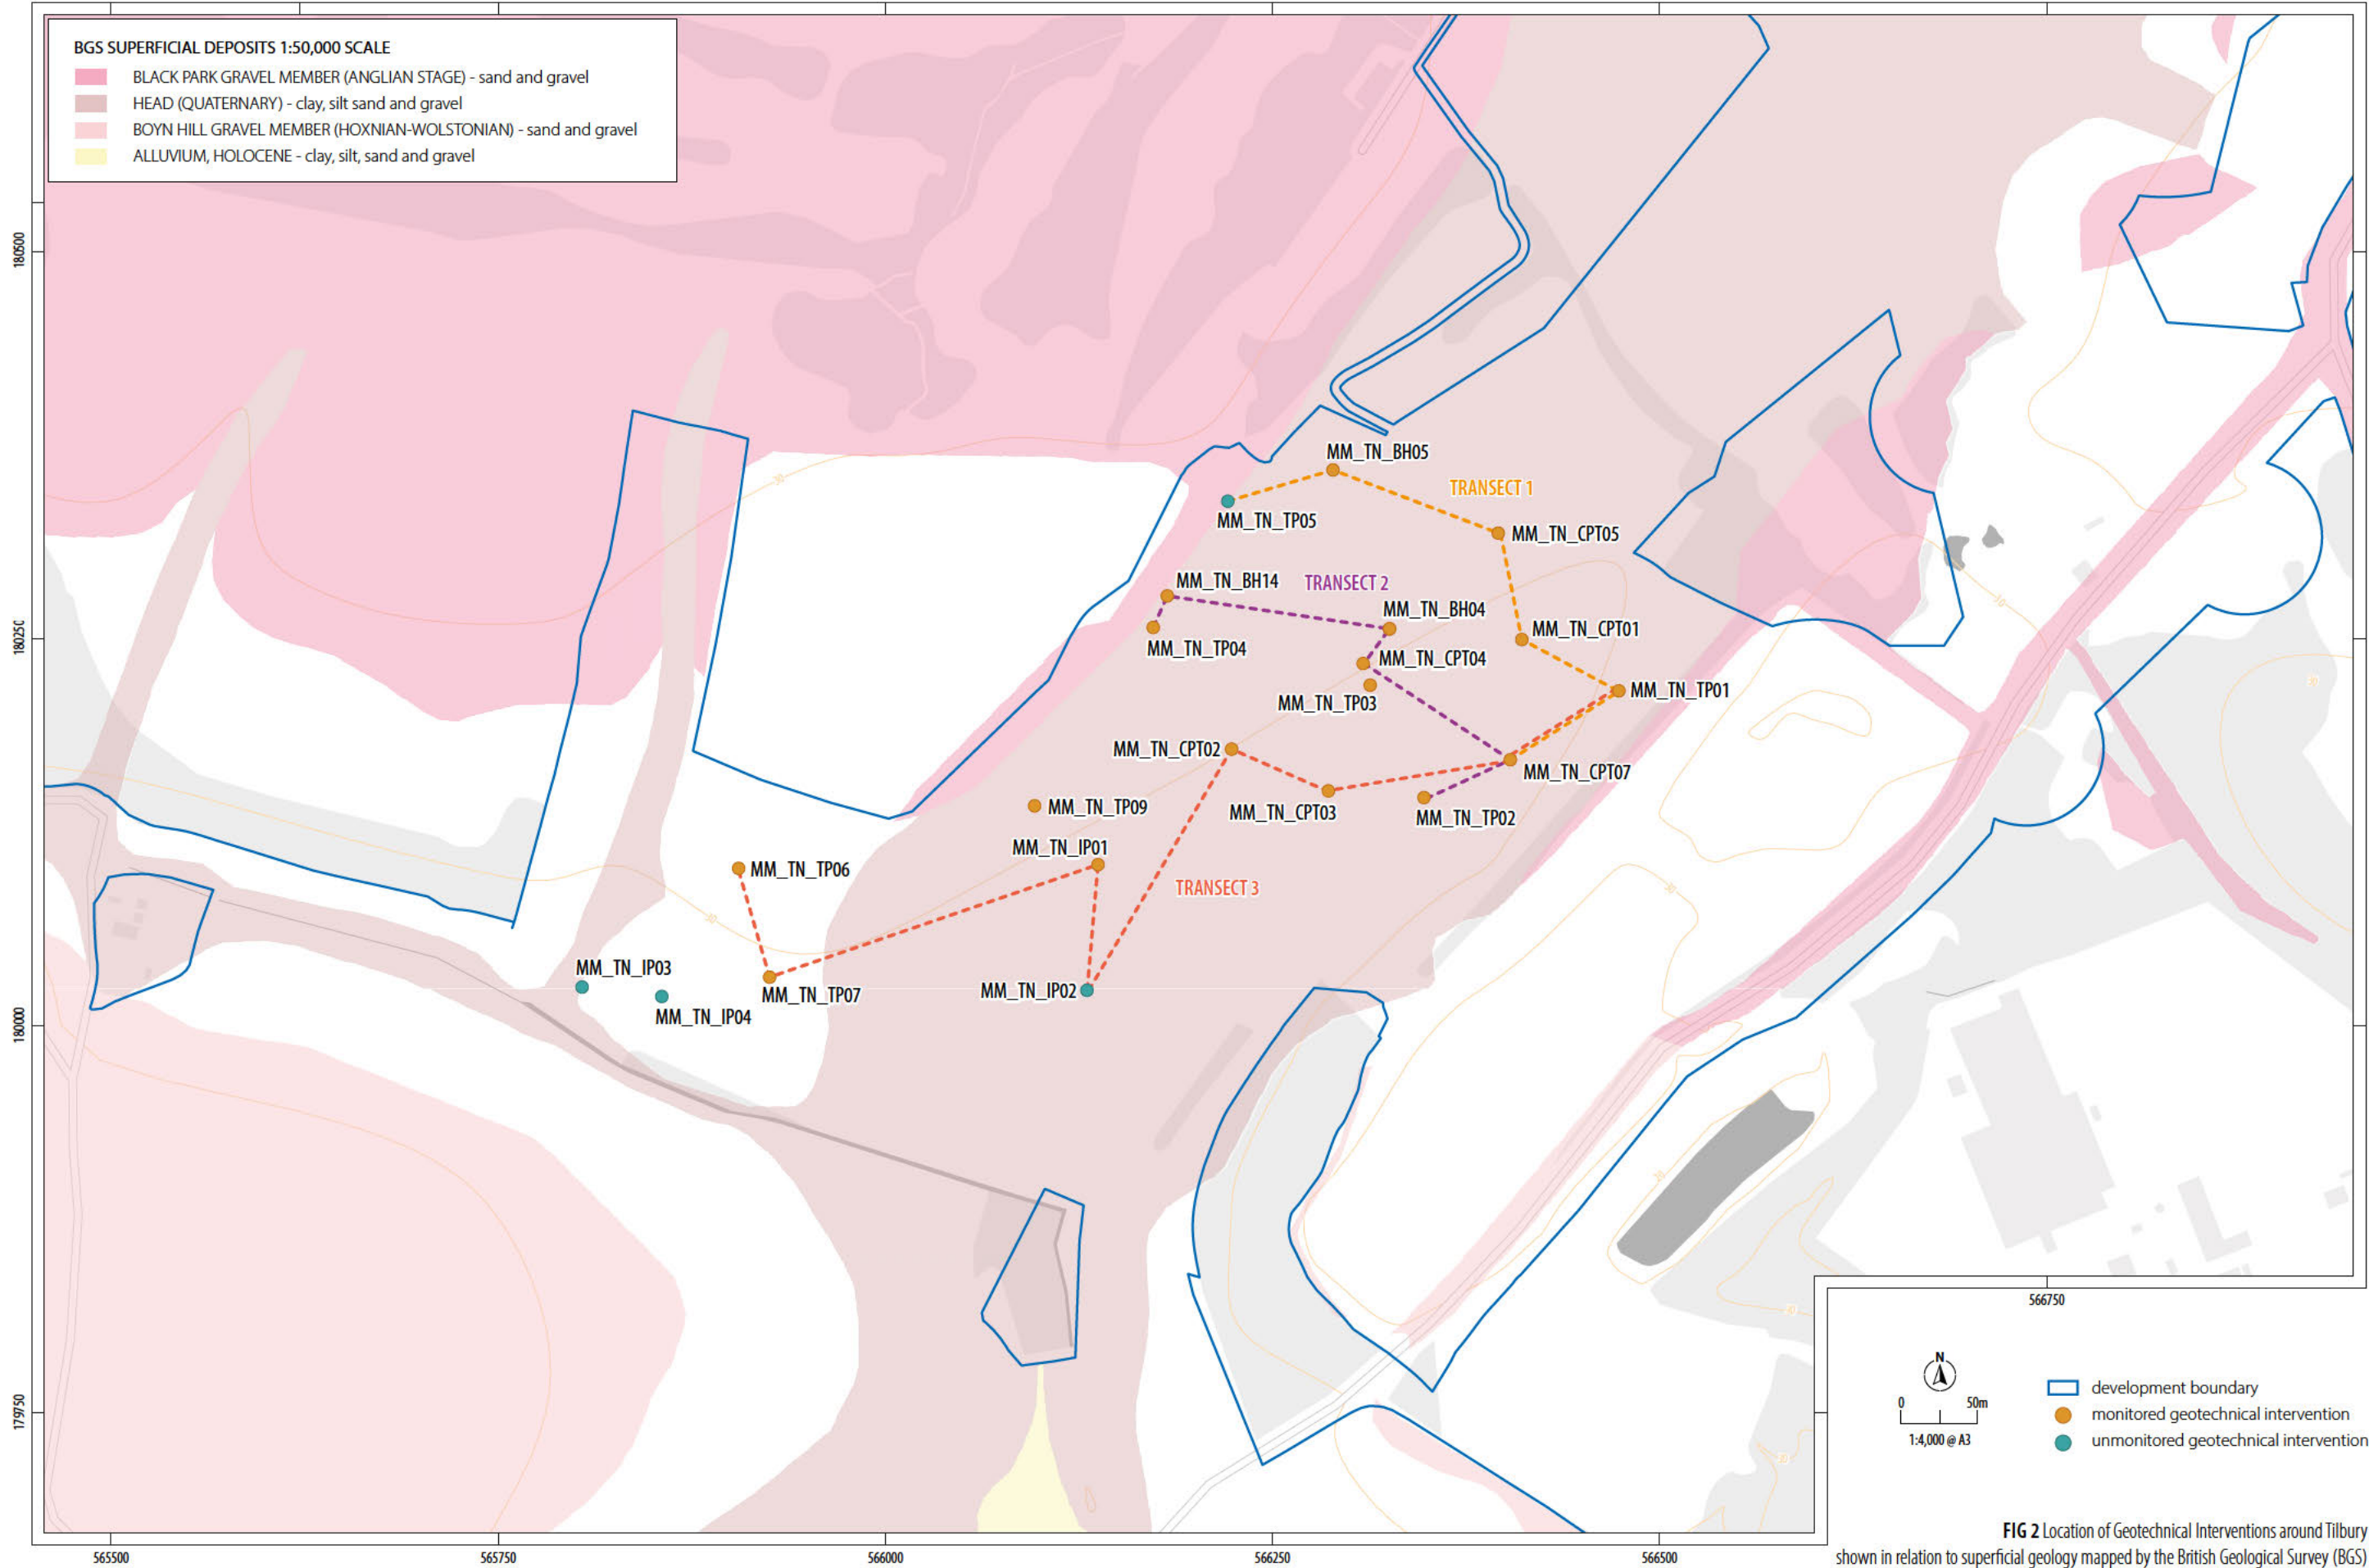 BGS SUPERFICIAL DEPOSITS 1:50,000 SCALE
BLACK PARK GRAVEL MEMBER (ANGLIAN STAGE) - sand and gravel
HEAD (QUATERNARY) - clay, silt sand and gravel
BOYN HILL GRAVEL MEMBER (HOXNIAN-WOLSTONIAN) - sand and gravel
ALLUVIUM, HOLOCENE - clay, silt, sand and gravel
180500
MM_TN_BH05
TRANSECT 1
MM_TN_TP05
MM_TN_CPT05
MM_TN_BH14
TRANSECT 2
MM_TN_BH04
180250
MM_TN_TP04
MM_TN_CPT01
MM_TN_CPT04
MM_TN_TP03
MM_TN_TP01
MM_TN_CPT02
MM_TN_CPT07
MM_TN_TP09
MM_TN_CPT03
MM_TN_TP02
MM_TN_IP01
MM_TN_TP06
TRANSECT 3
MM_TN_IP03
MM_TN_TP07
MM_TN_IP02
MM_TN_IP04
180000
179750
566750
N
0 50m
1:4,000 @ A3
development boundary
monitored geotechnical intervention
unmonitored geotechnical intervention
FIG 2 Location of Geotechnical Interventions around Tilbury
shown in relation to superficial geology mapped by the British Geological Survey (BGS)
565500 565750 566000 566250 566500